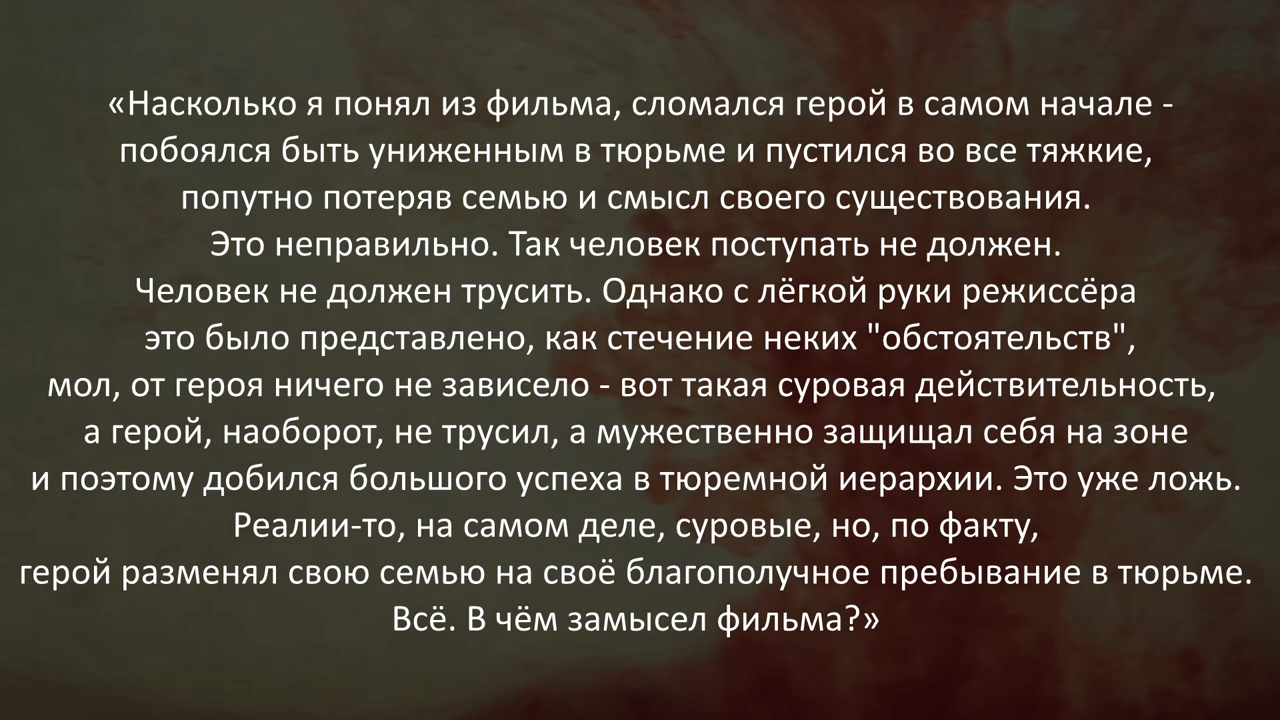 «Насколько я понял из фильма, сломался герой в самом начале -
побоялся быть униженным в тюрьме и пустился во все тяжкие,
попутно потеряв семью и смысл своего существования.
Это неправильно. Так человек поступать не должен.
Человек не должен трусить. Однако с лёгкой руки режиссёра
это было представлено, как стечение неких "обстоятельств",
мол, от героя ничего не зависело - вот такая суровая действительность,
а герой, наоборот, не трусил, а мужественно защищал себя на зоне
и поэтому добился большого успеха в тюремной иерархии. Это уже ложь.
Реалии-то, на самом деле, суровые, но, по факту,
герой разменял свою семью на своё благополучное пребывание в тюрьме.
Всё. В чём замысел фильма?»